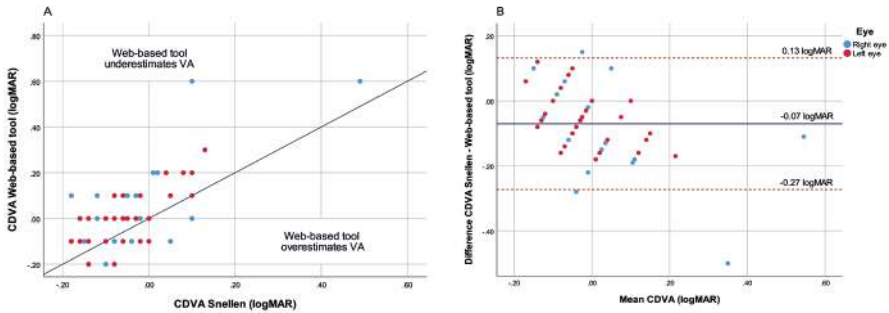 A
Web-based tool
underestimates VA
Web-based tool
overestimates VA
CDVA Web-based tool (logMAR)
.80
.60
.40
.20
.00
-.20
-.20
.00
.20
.40
.60
CDVA Snellen (logMAR)
B
Eye
Right eye
Left eye
0.13 logMAR
-0.07 logMAR
-0.27 logMAR
Difference CDVA Snellen - Web-based tool (logMAR)
.20
.00
-.20
-.40
-.20
.00
.20
.40
.60
Mean CDVA (logMAR)